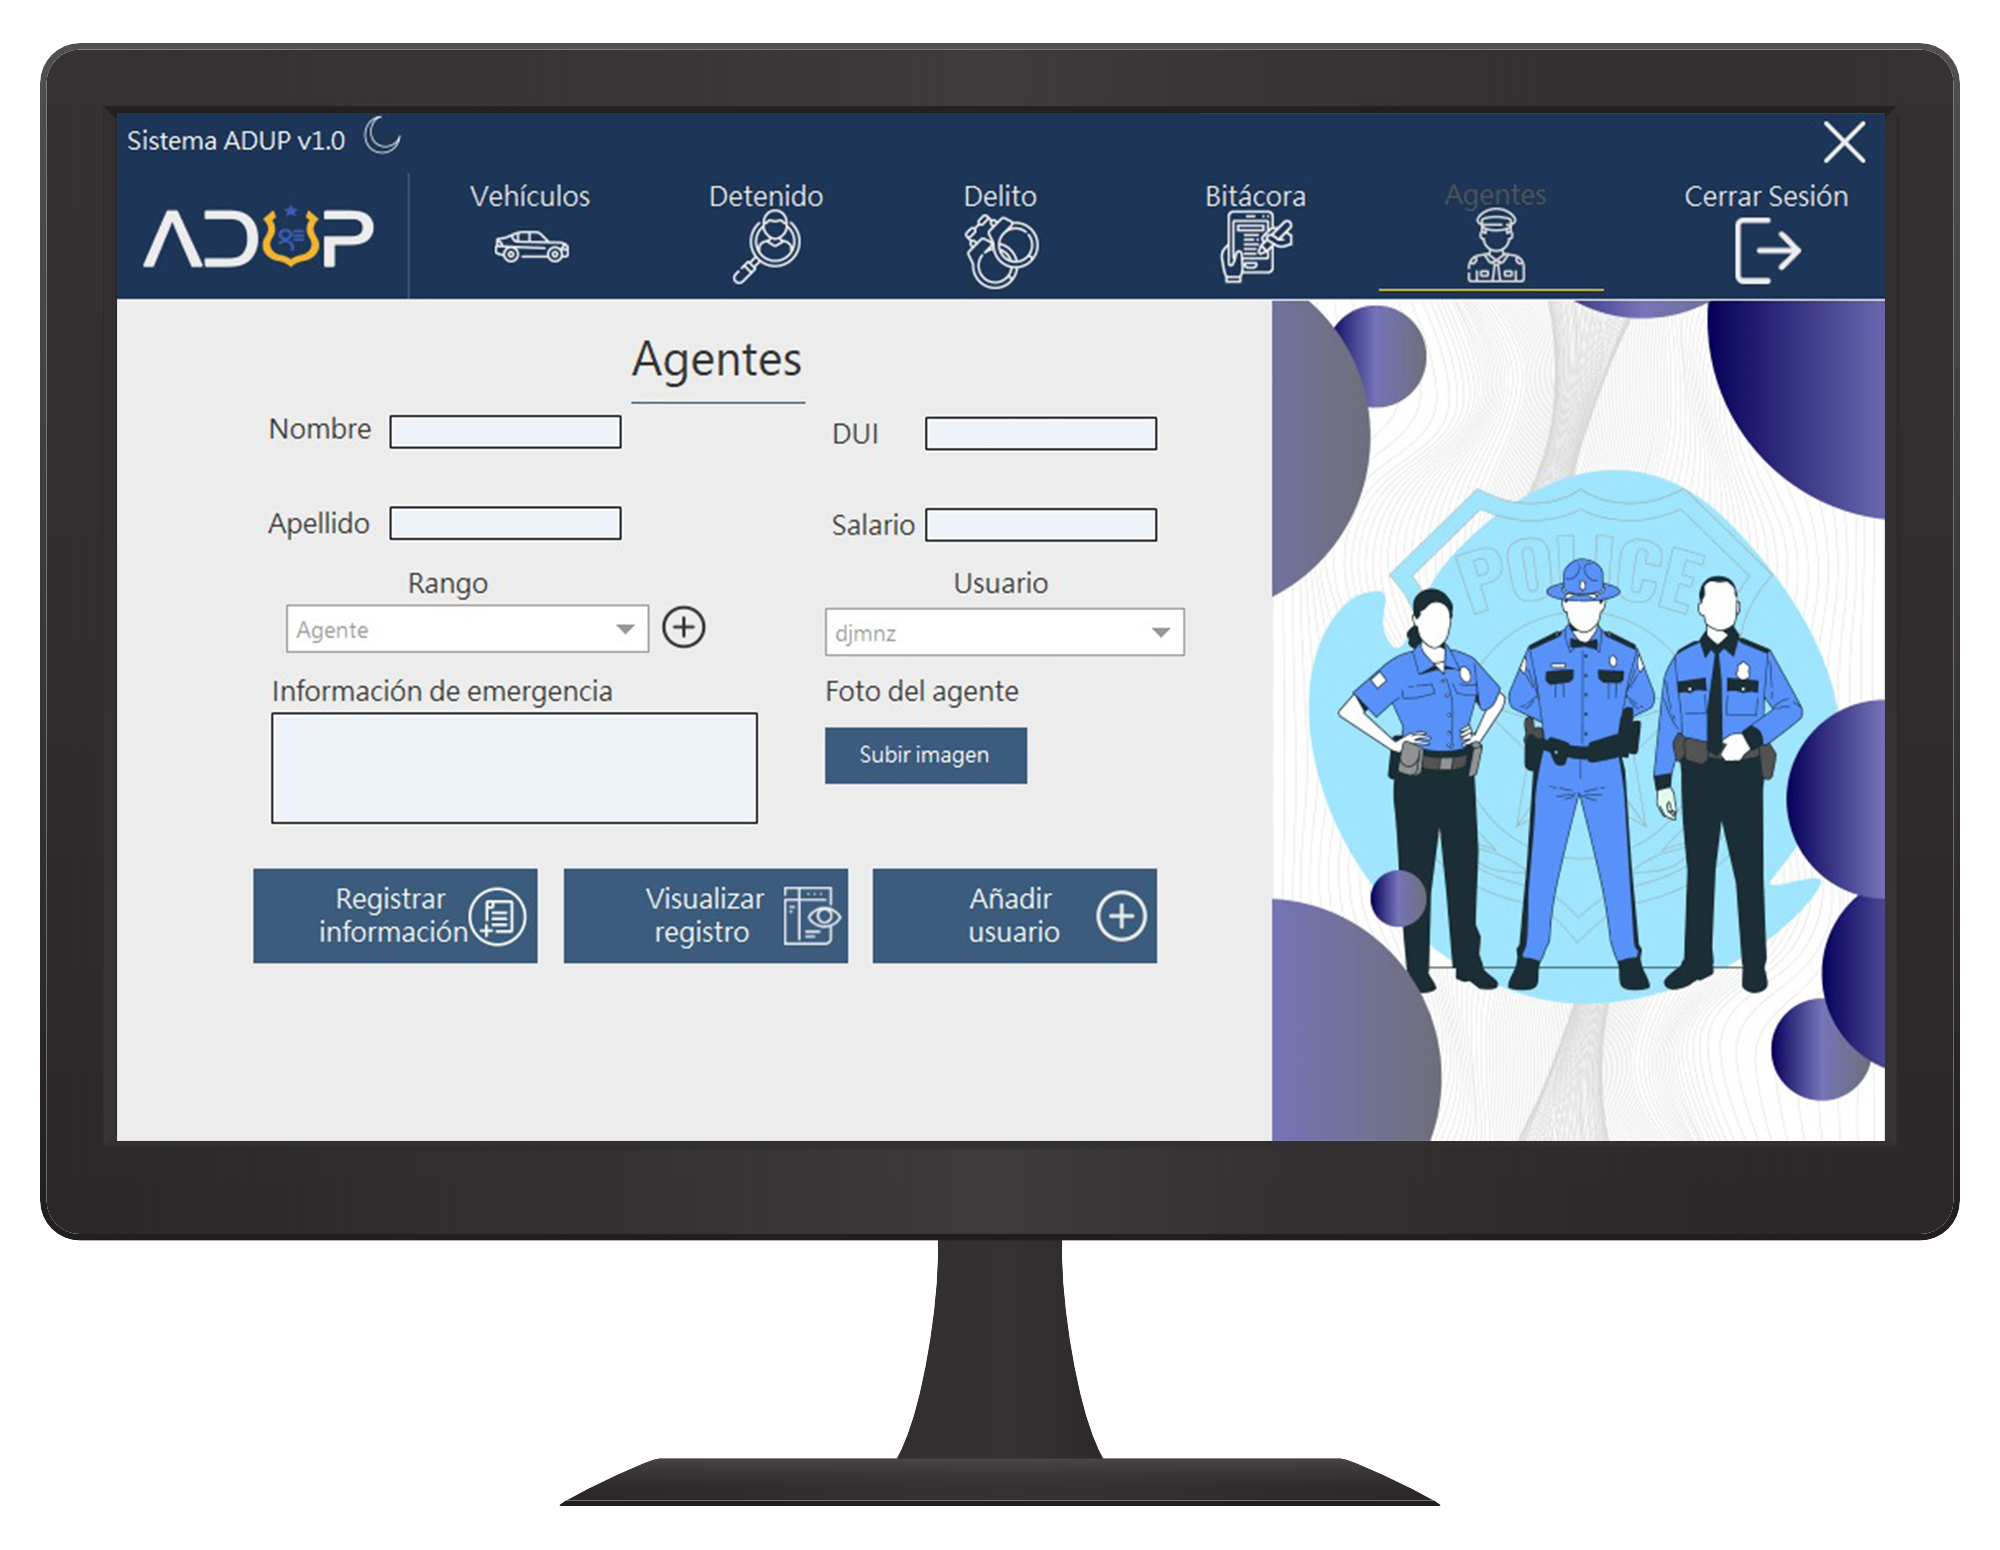 Sistema ADUP v1.0
ADUP
Vehículos
Detenido
Delito
Bitácora
Agentes
Cerrar Sesión
Agentes
Nombre
DUI
Apellido
Salario
Rango
Usuario
Agente
djmnz
Información de emergencia
Foto del agente
Subir imagen
Registrar
información
Visualizar
registro
Añadir
usuario
POLICE